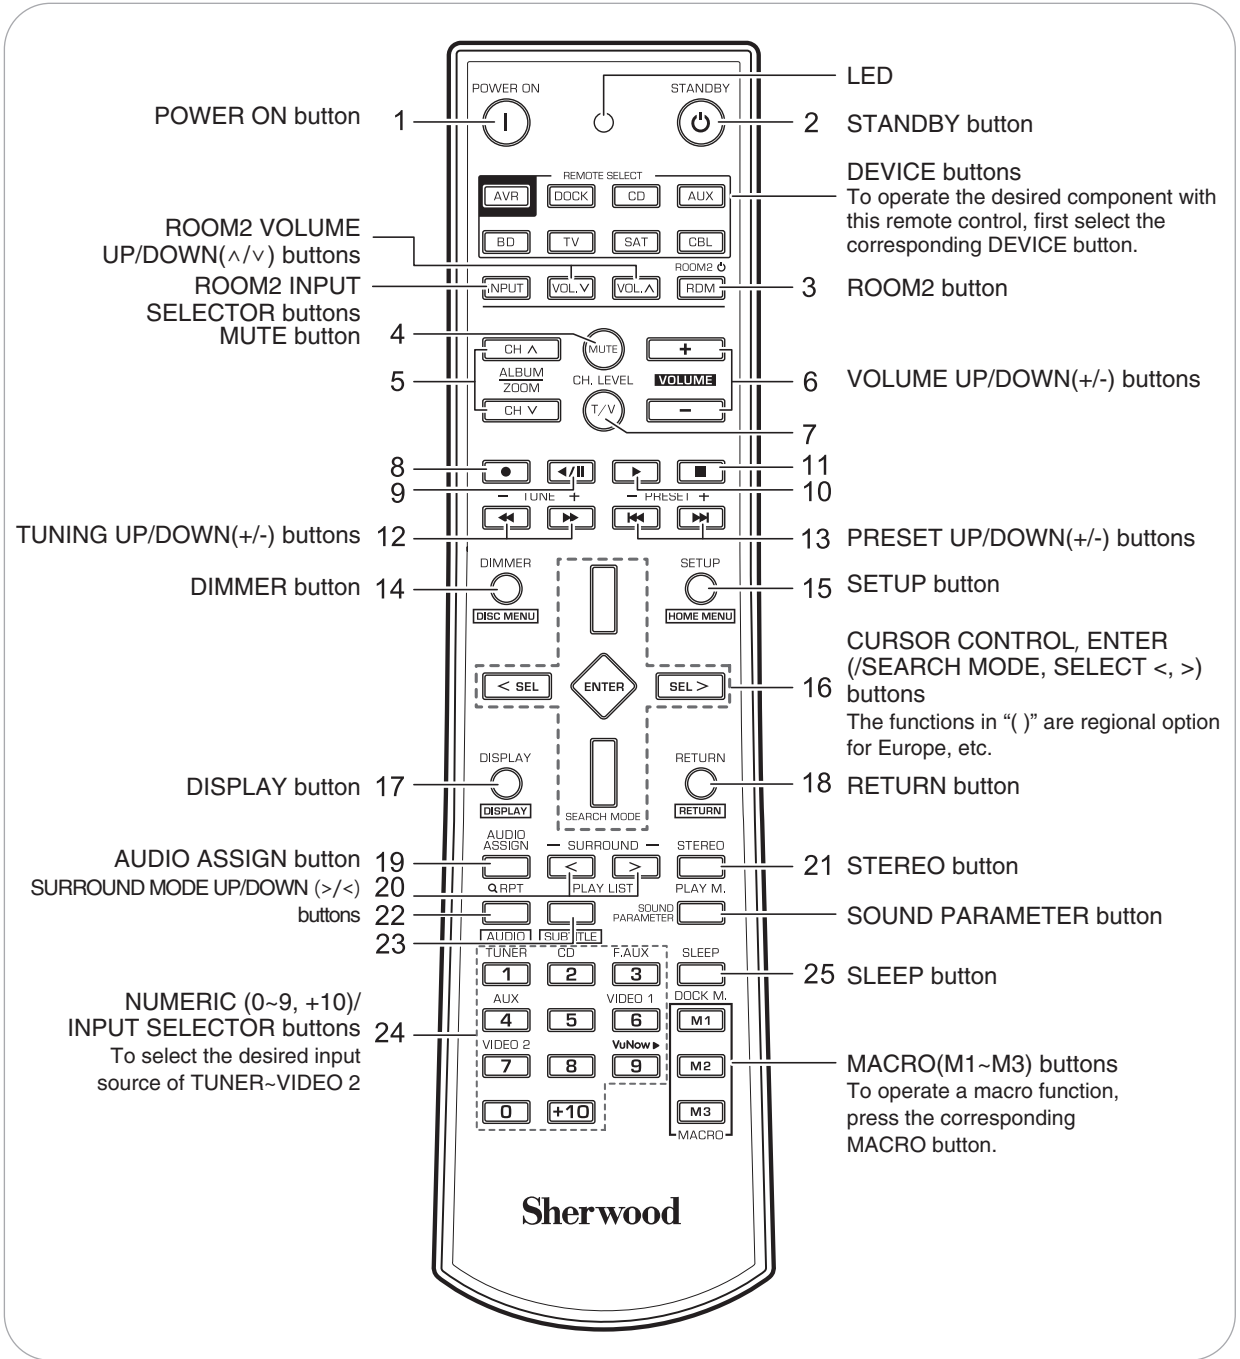 LED
POWER ON STANDBY
POWER ON button 1
2 STANDBY button
REMOTE SELECT
AVR DOCK CD AUX
BD TV SAT CBL
DEVICE buttons
To operate the desired component with
this remote control, first select the
corresponding DEVICE button.
ROOM2 VOLUME
UP/DOWN(∧/∨) buttons
ROOM2 INPUT
SELECTOR buttons
ROOM2 ⏻
INPUT VOL.∨ VOL.∧ RDM
3 ROOM2 button
MUTE button 4
CH ∧ MUTE +
5 ALBUM
ZOOM
CH. LEVEL VOLUME
6 VOLUME UP/DOWN(+/-) buttons
CH ∨ T/V −
7
8 ● ◀/II ▶ ■ 11
9 10
− TUNE + − PRESET +
TUNING UP/DOWN(+/-) buttons 12 ◀◀ ▶▶ |◀◀ ▶▶| 13 PRESET UP/DOWN(+/-) buttons
DIMMER SETUP
DIMMER button 14
15 SETUP button
DISC MENU HOME MENU
< SEL ENTER SEL >
CURSOR CONTROL, ENTER
(/SEARCH MODE, SELECT <, >)
16 buttons
The functions in “( )” are regional option
for Europe, etc.
DISPLAY RETURN
DISPLAY button 17
18 RETURN button
DISPLAY SEARCH MODE RETURN
AUDIO
ASSIGN − SURROUND − STEREO
AUDIO ASSIGN button 19 < > 21 STEREO button
SURROUND MODE UP/DOWN (>/<) 20
buttons
RPT PLAY LIST PLAY M.
22
SOUND
PARAMETER
SOUND PARAMETER button
AUDIO SUBTITLE
23
TUNER CD F.AUX SLEEP
1 2 3
25 SLEEP button
NUMERIC (0~9, +10)/
INPUT SELECTOR buttons 24
To select the desired input
source of TUNER~VIDEO 2
AUX VIDEO 1 DOCK M.
4 5 6 M1
VIDEO 2 VuNow ▶
7 8 9 M2
0 +10 M3
MACRO
MACRO(M1~M3) buttons
To operate a macro function,
press the corresponding
MACRO button.
Sherwood